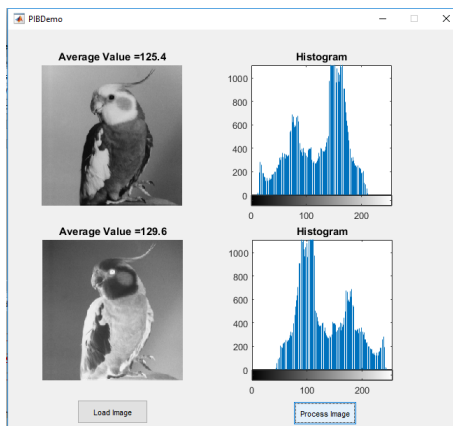 PIBDemo
Average Value =125.4
Histogram
1000
800
600
400
200
0
0 100 200
Average Value =129.6
Histogram
1000
800
600
400
200
0
0 100 200
Load Image
Process Image